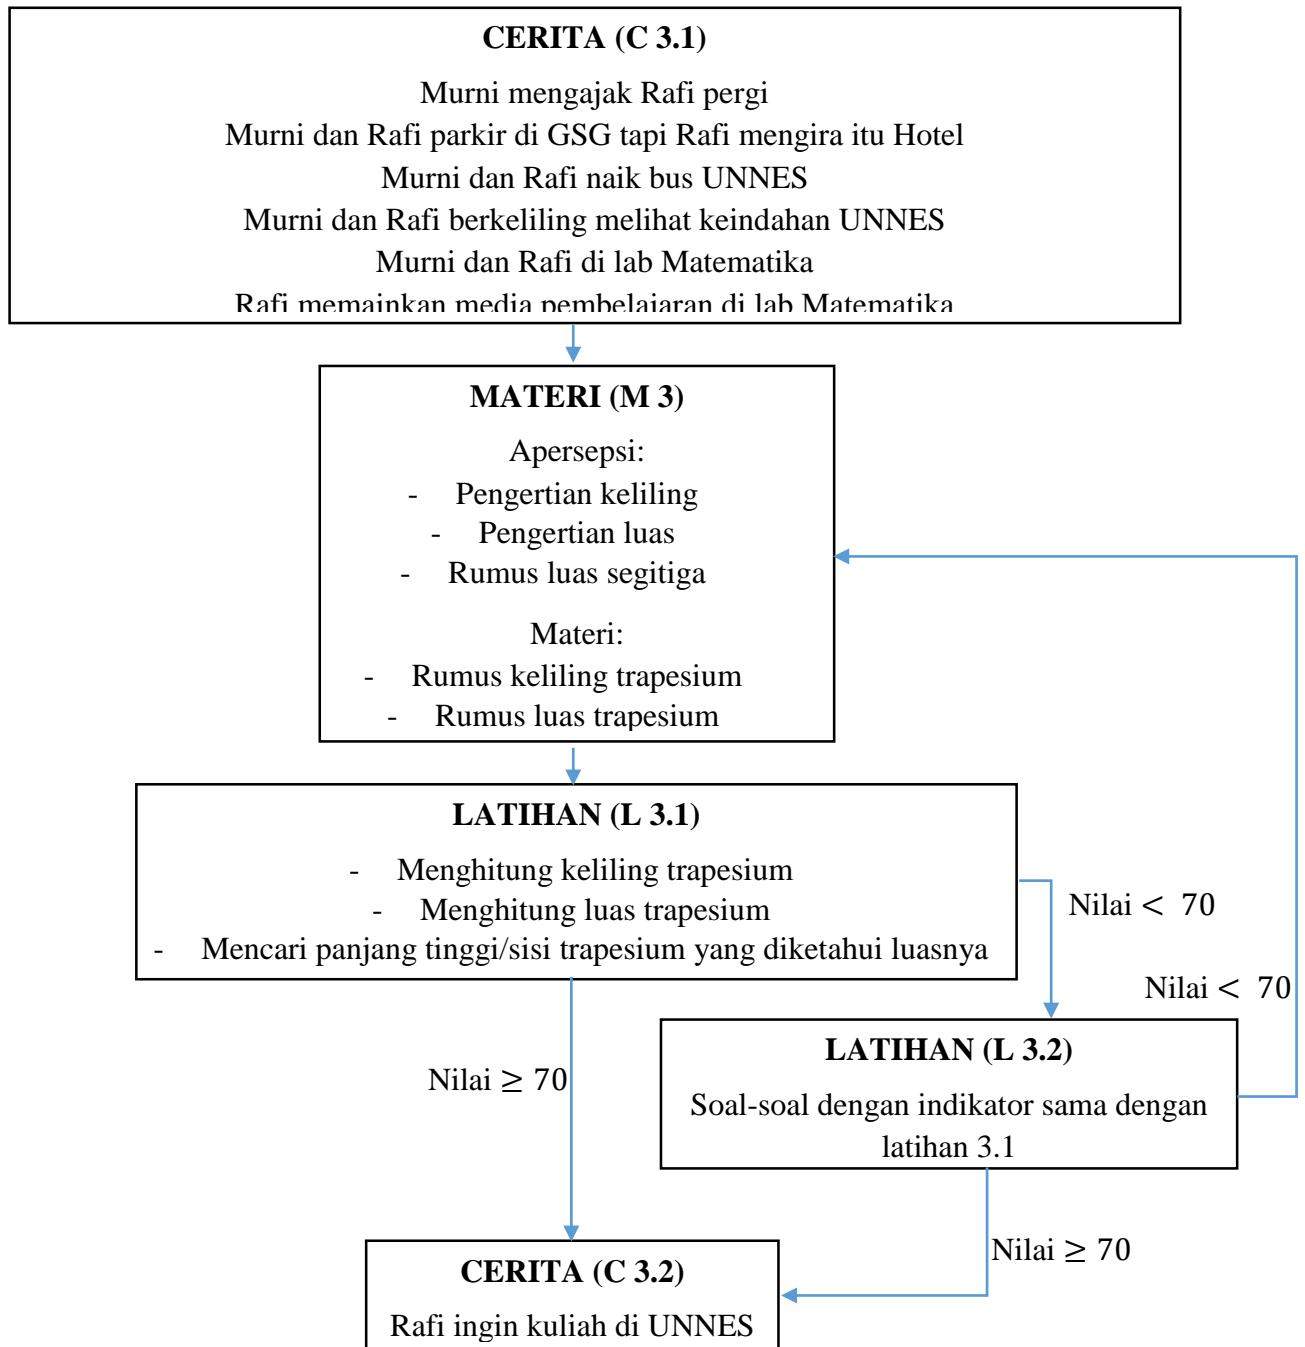 CERITA (C 3.1)
Murni mengajak Rafi pergi
Murni dan Rafi parkir di GSG tapi Rafi mengira itu Hotel
Murni dan Rafi naik bus UNNES
Murni dan Rafi berkeliling melihat keindahan UNNES
Murni dan Rafi di lab Matematika
Rafi memainkan media pembelajaran di lab Matematika
MATERI (M 3)
Apersepsi:
- Pengertian keliling
- Pengertian luas
- Rumus luas segitiga
Materi:
- Rumus keliling trapesium
- Rumus luas trapesium
LATIHAN (L 3.1)
- Menghitung keliling trapesium
- Menghitung luas trapesium
- Mencari panjang tinggi/sisi trapesium yang diketahui luasnya
Nilai < 70
Nilai < 70
LATIHAN (L 3.2)
Soal-soal dengan indikator sama dengan
latihan 3.1
Nilai ≥ 70
Nilai ≥ 70
CERITA (C 3.2)
Rafi ingin kuliah di UNNES